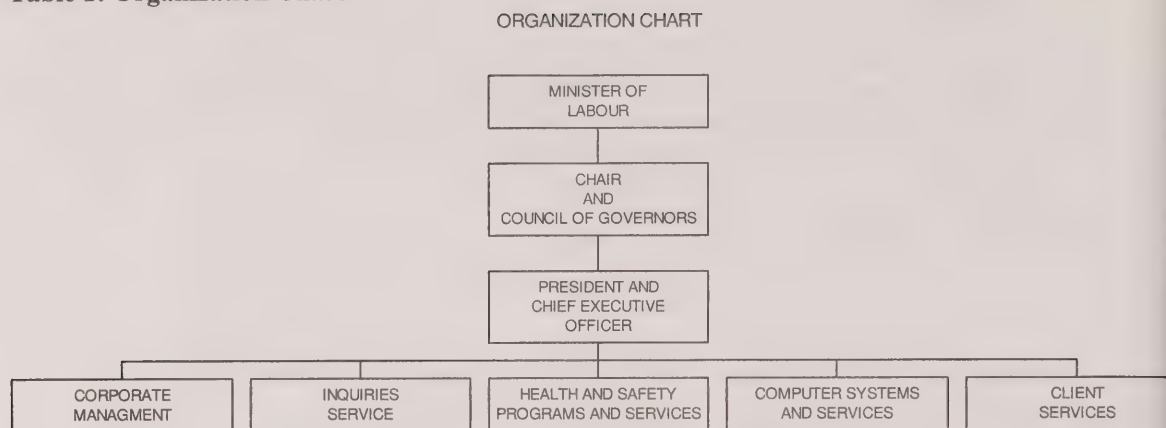 ORGANIZATION CHART
MINISTER OF
LABOUR
CHAIR
AND
COUNCIL OF GOVERNORS
PRESIDENT AND
CHIEF EXECUTIVE
OFFICER
CORPORATE
MANAGMENT
INQUIRIES
SERVICE
HEALTH AND SAFETY
PROGRAMS AND SERVICES
COMPUTER SYSTEMS
AND SERVICES
CLIENT
SERVICES